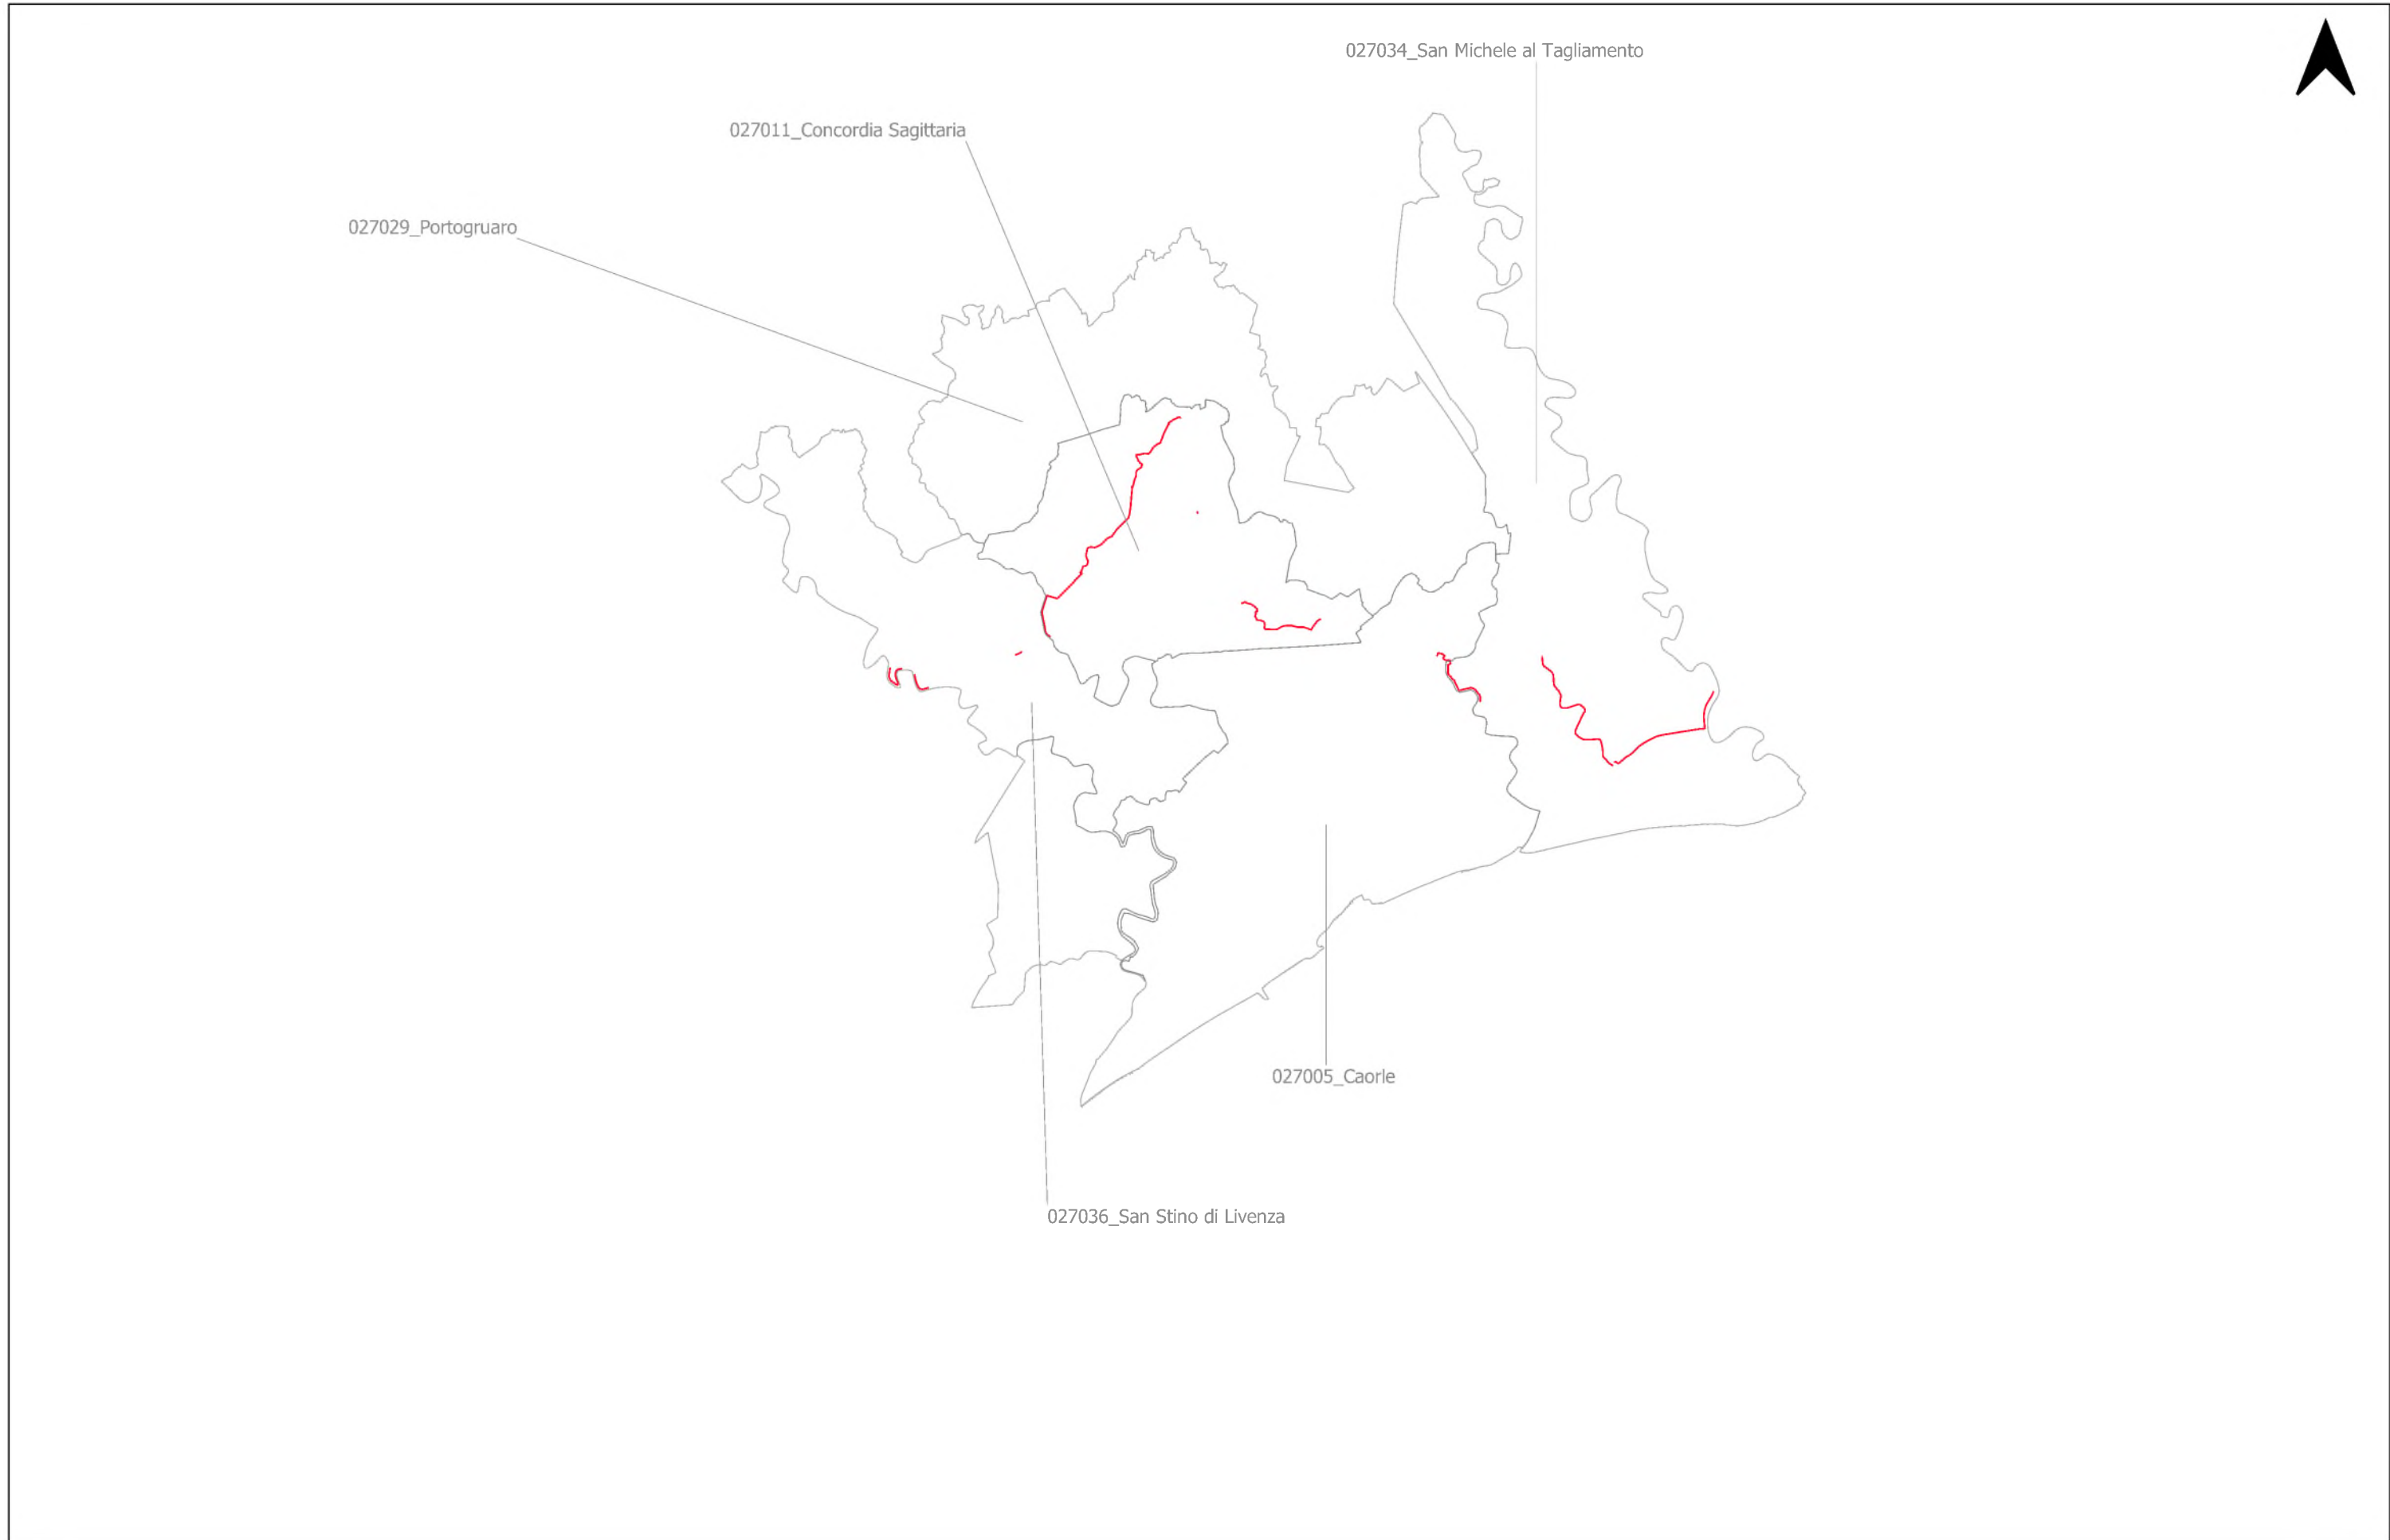 027034_San Michele al Tagliamento
027011_Concordia Sagittaria
027029_Portogruaro
027005_Caorle
027036_San Stino di Livenza